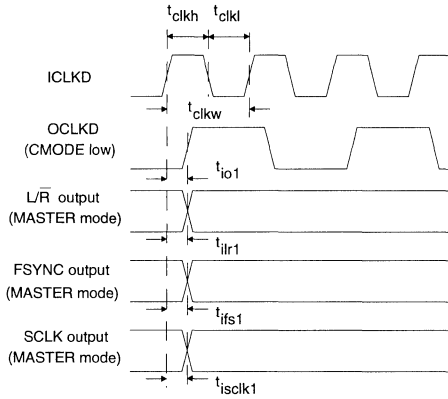 tclkh tclkl
ICLKD
tclkw
OCLKD
(CMODE low)
tio1
L/R̅ output
(MASTER mode)
tilr1
FSYNC output
(MASTER mode)
tifs1
SCLK output
(MASTER mode)
tisclk1